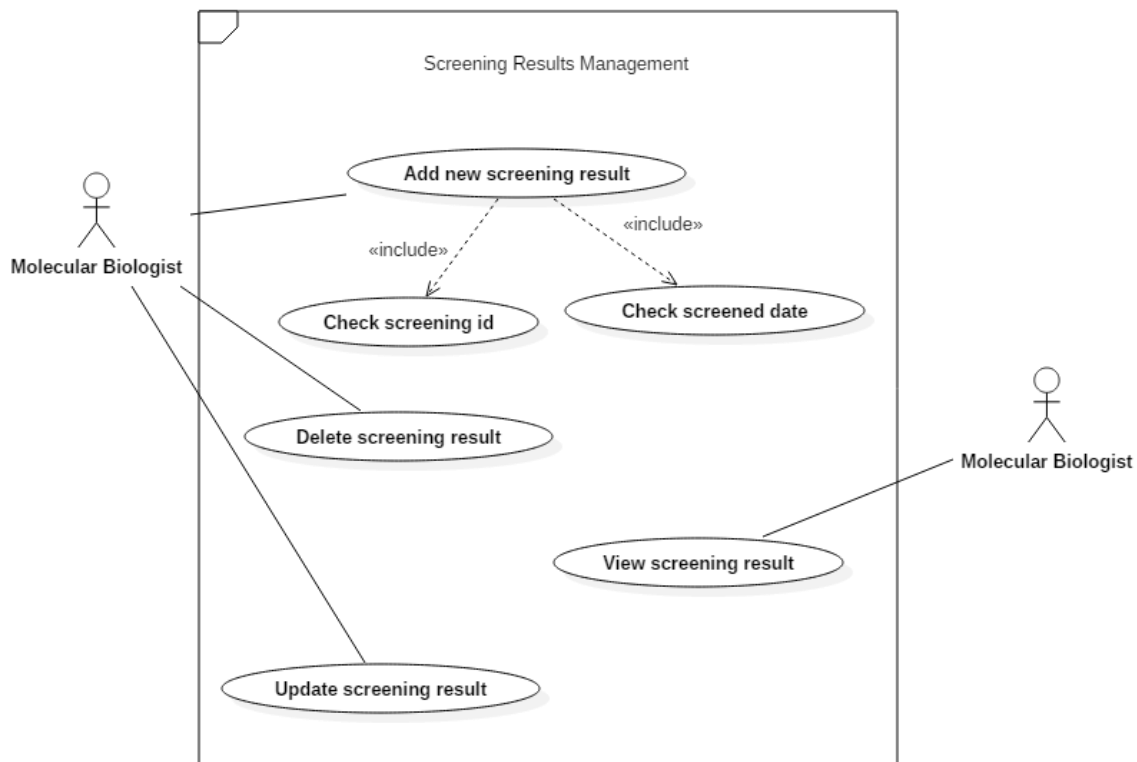 Screening Results Management
Add new screening result
«include»
«include»
Molecular Biologist
Check screening id
Check screened date
Delete screening result
Molecular Biologist
View screening result
Update screening result